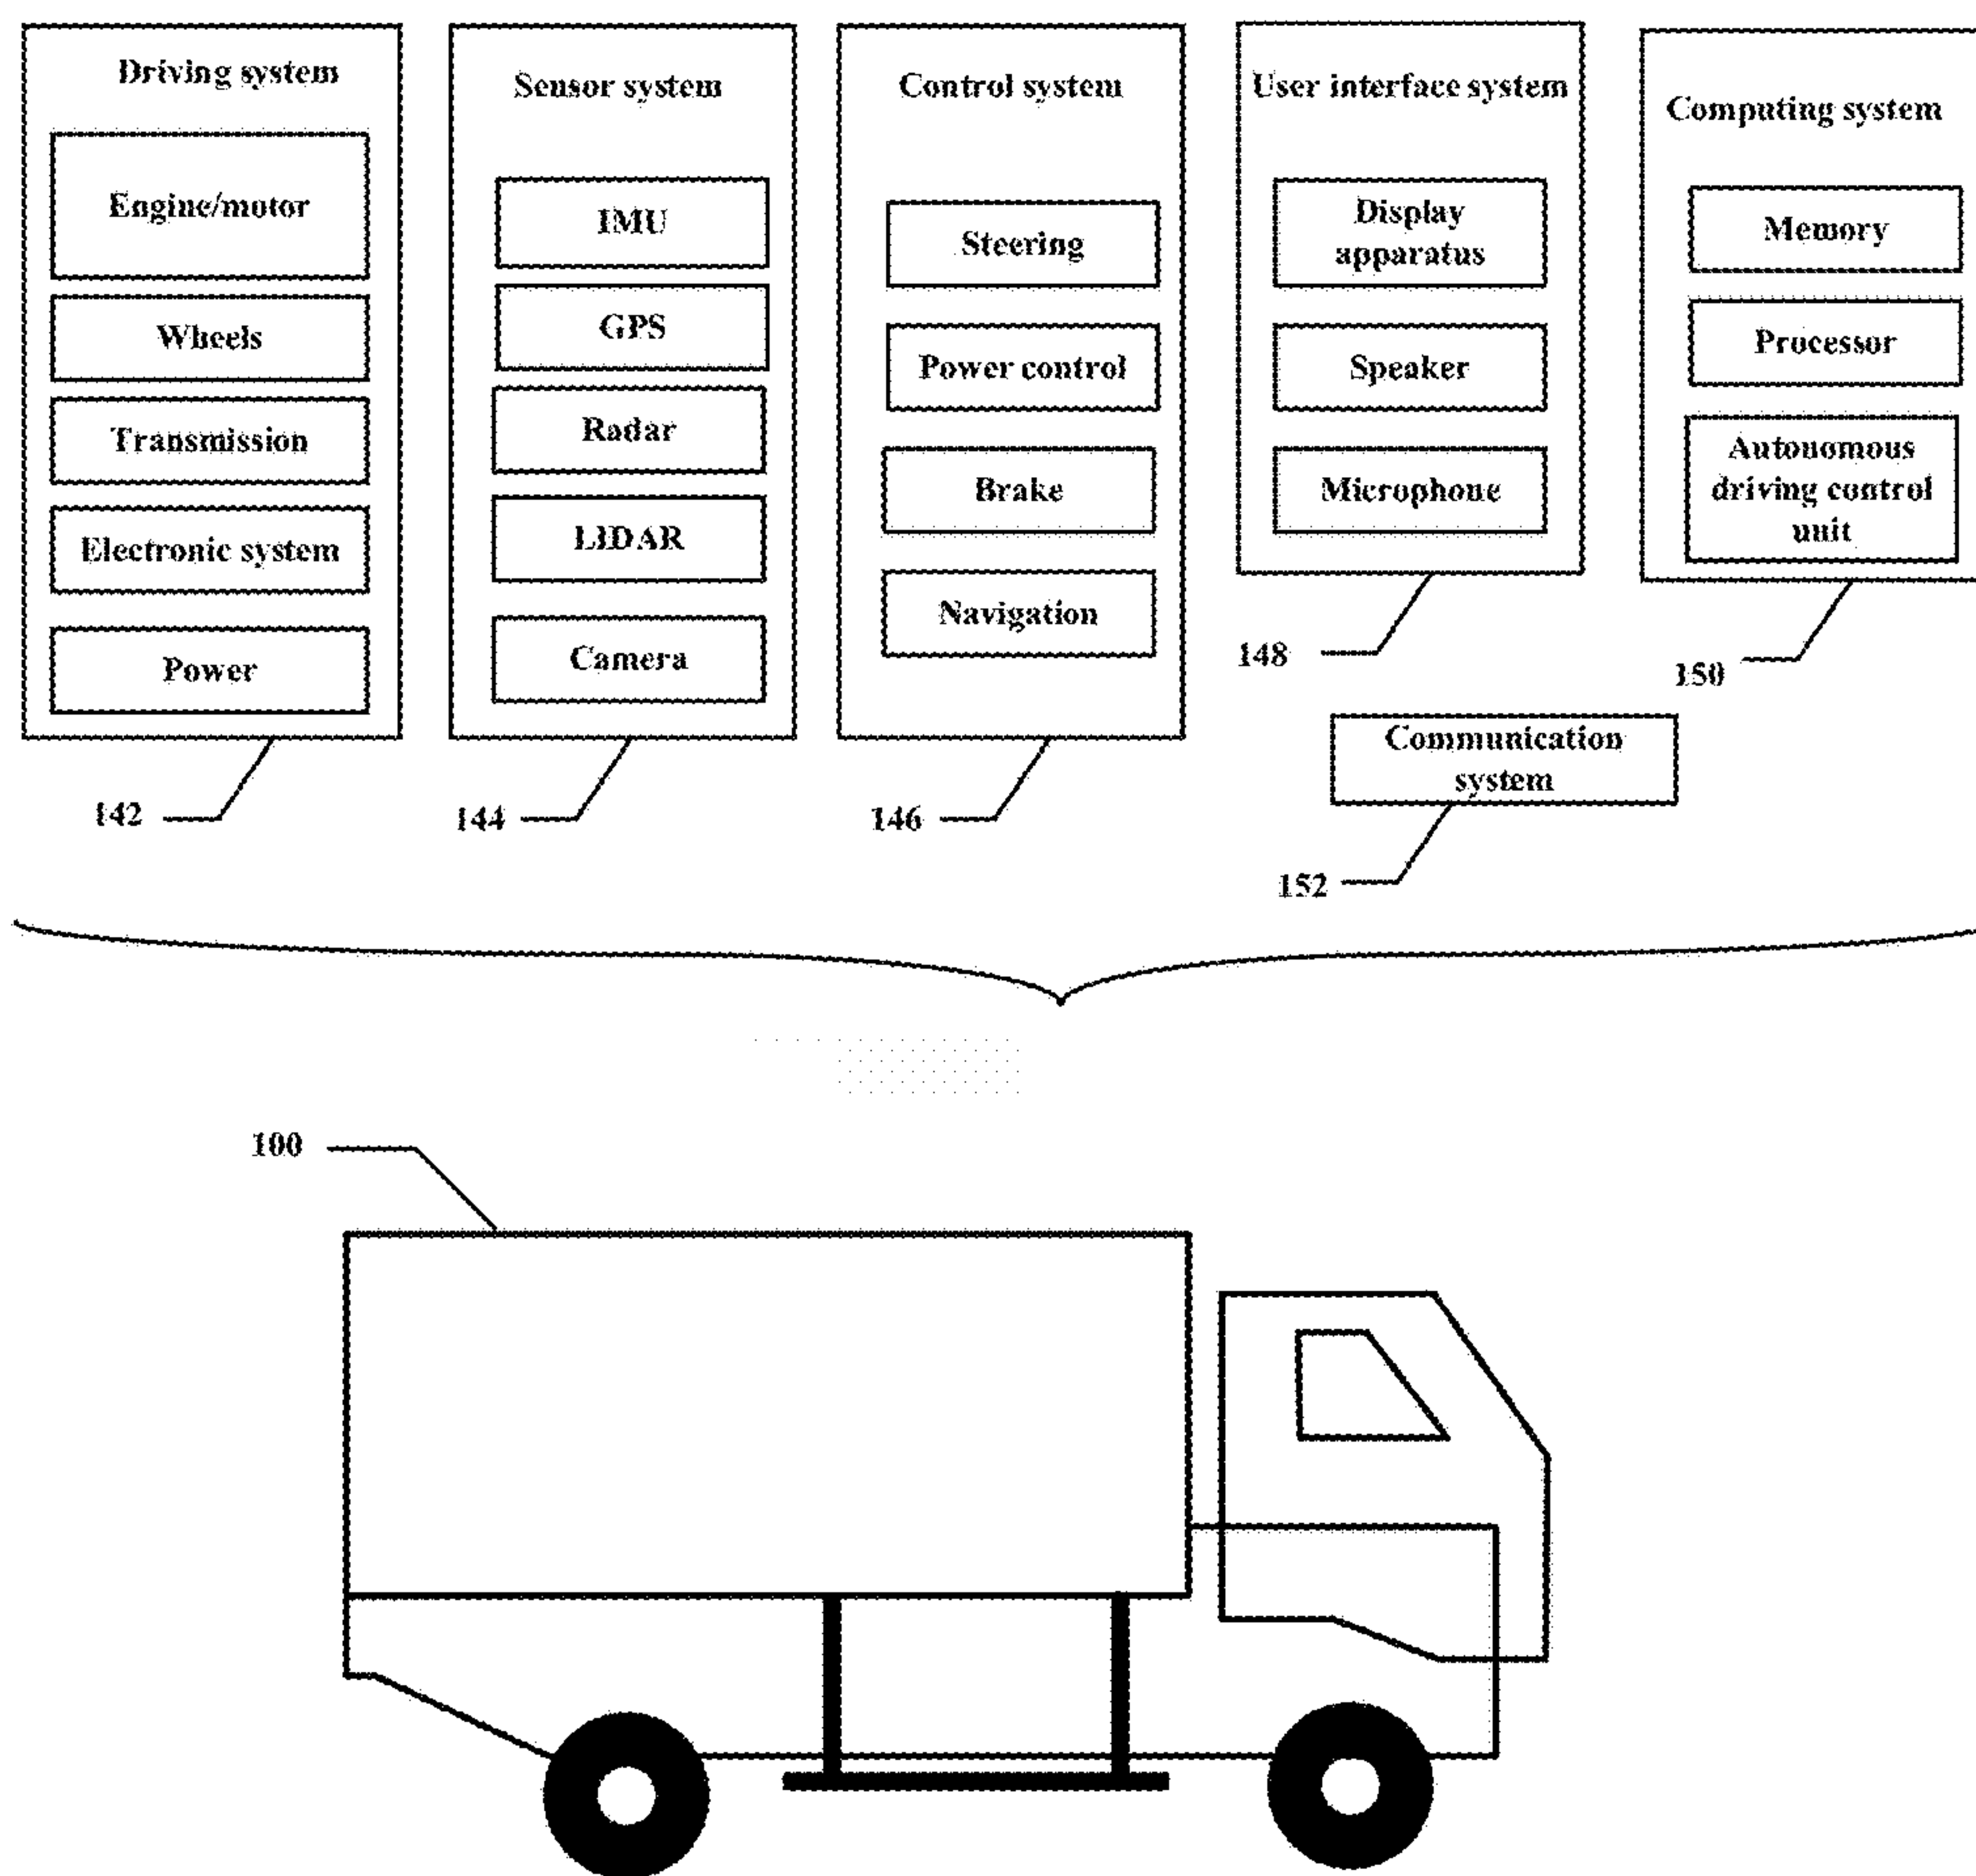 Driving system
Engine/motor
Wheels
Transmission
Electronic system
Power
142
Sensor system
IMU
GPS
Radar
LIDAR
Camera
144
Control system
Steering
Power control
Brake
Navigation
146
User interface system
Display
apparatus
Speaker
Microphone
148
Computing system
Memory
Processor
Autonomous
driving control
unit
150
Communication
system
152
100